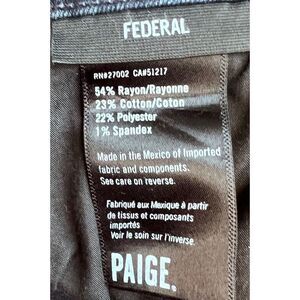 FEDERAL
RN#27002 CA#51217
54% Rayon/Rayonne
23% Cotton/Coton
22% Polyester
1% Spandex
Made in the Mexico of Imported
fabric and components.
See care on reverse.
Fabriqué aux Mexique à partir
de tissus et composants
importés
Voir le soin sur l'inverse.
PAIGE.